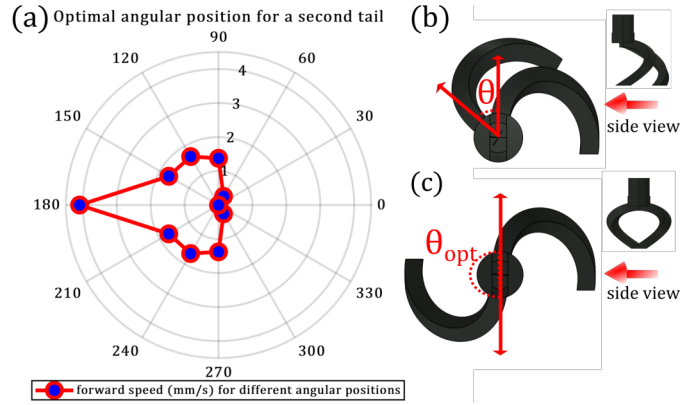 (a) Optimal angular position for a second tail
90
120 60
4
150 3 30
2
1
180 0
210 330
240 300
270
forward speed (mm/s) for different angular positions
(b)
θ
side view
(c)
θopt
side view